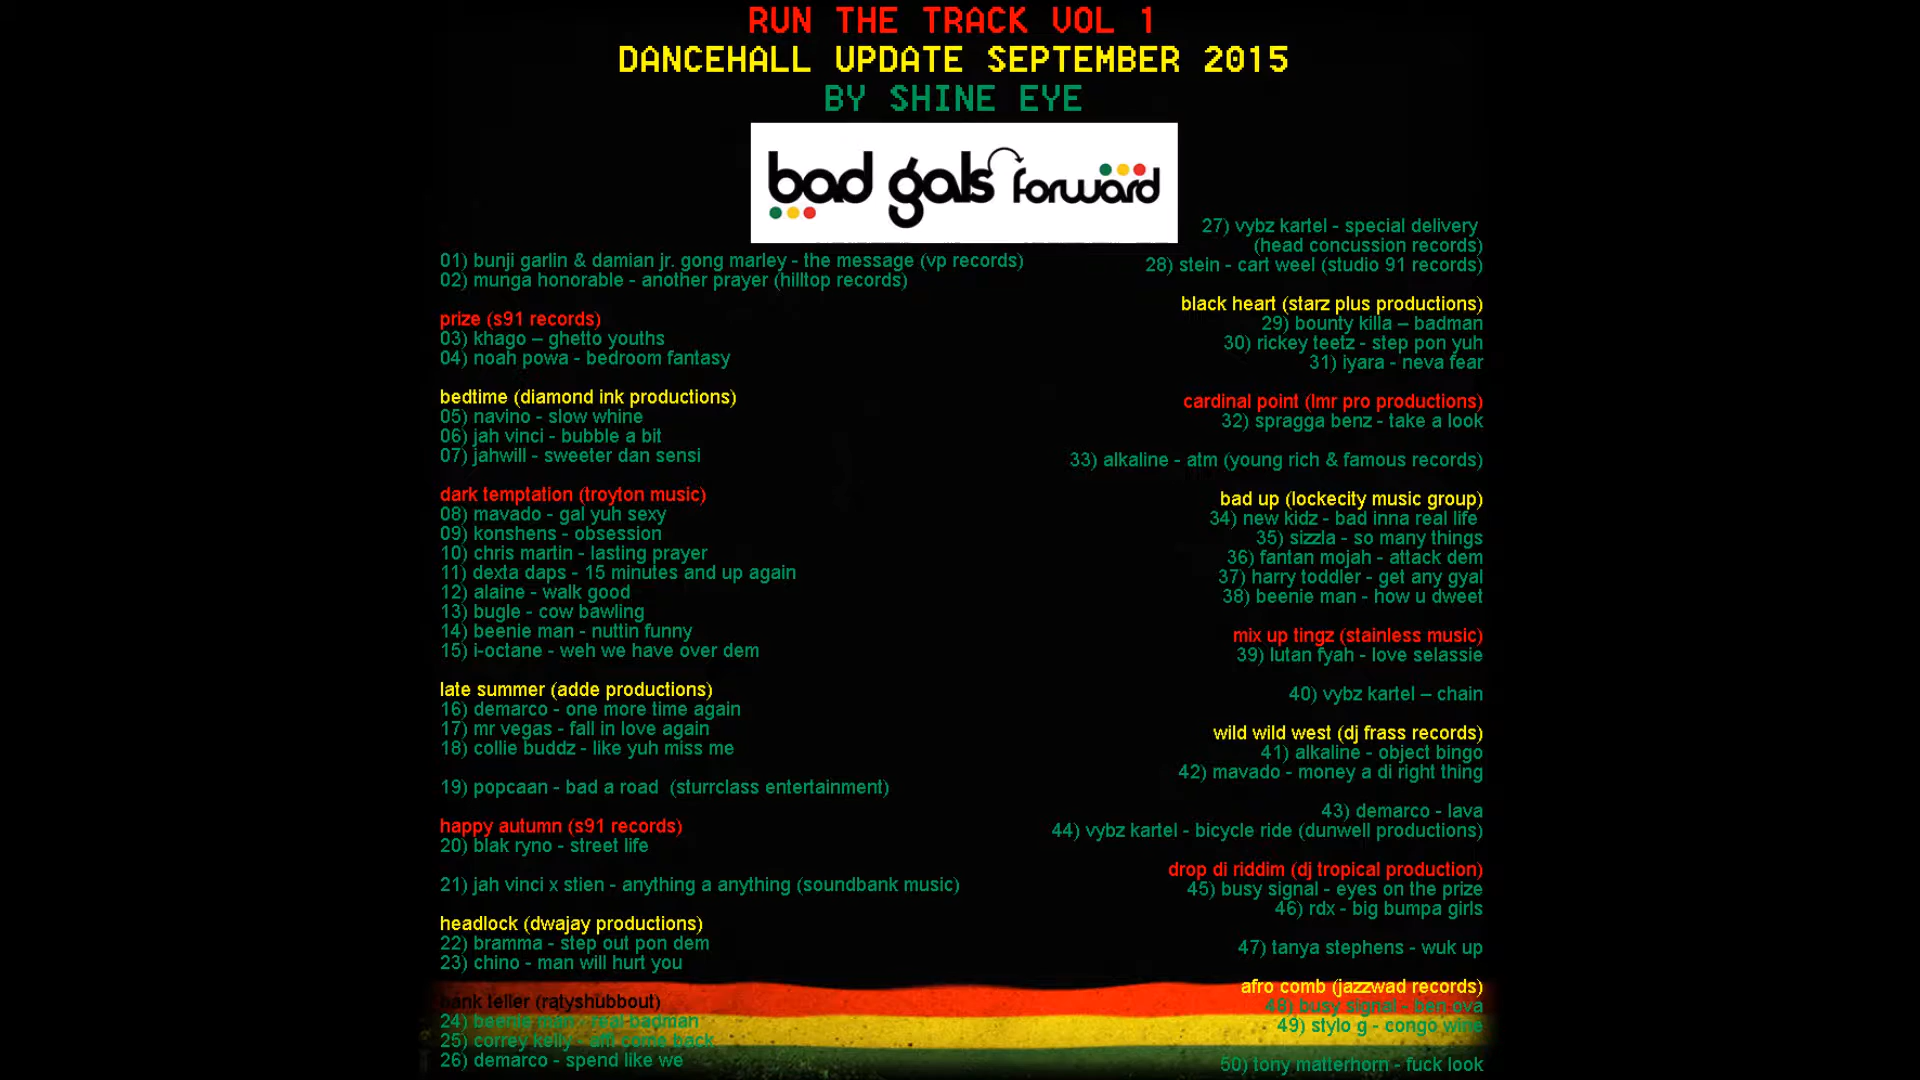 RUN THE TRACK VOL 1
DANCEHALL UPDATE SEPTEMBER 2015
BY SHINE EYE
bad gals forward
01) bunji garlin & damian jr. gong marley - the message (vp records)
02) munga honorable - another prayer (hilltop records)
prize (s91 records)
03) khago – ghetto youths
04) noah powa - bedroom fantasy
bedtime (diamond ink productions)
05) navino - slow whine
06) jah vinci - bubble a bit
07) jahwill - sweeter dan sensi
dark temptation (troyton music)
08) mavado - gal yuh sexy
09) konshens - obsession
10) chris martin - lasting prayer
11) dexta daps - 15 minutes and up again
12) alaine - walk good
13) bugle - cow bawling
14) beenie man - nuttin funny
15) i-octane - weh we have over dem
late summer (adde productions)
16) demarco - one more time again
17) mr vegas - fall in love again
18) collie buddz - like yuh miss me
19) popcaan - bad a road (sturrclass entertainment)
happy autumn (s91 records)
20) blak ryno - street life
21) jah vinci x stien - anything a anything (soundbank music)
headlock (dwajay productions)
22) bramma - step out pon dem
23) chino - man will hurt you
bank teller (ratyshubbout)
24) beenie man - real badman
25) correy kelly - affi come back
26) demarco - spend like we
27) vybz kartel - special delivery
(head concussion records)
28) stein - cart weel (studio 91 records)
black heart (starz plus productions)
29) bounty killa – badman
30) rickey teetz - step pon yuh
31) iyara - neva fear
cardinal point (lmr pro productions)
32) spragga benz - take a look
33) alkaline - atm (young rich & famous records)
bad up (lockecity music group)
34) new kidz - bad inna real life
35) sizzla - so many things
36) fantan mojah - attack dem
37) harry toddler - get any gyal
38) beenie man - how u dweet
mix up tingz (stainless music)
39) lutan fyah - love selassie
40) vybz kartel – chain
wild wild west (dj frass records)
41) alkaline - object bingo
42) mavado - money a di right thing
43) demarco - lava
44) vybz kartel - bicycle ride (dunwell productions)
drop di riddim (dj tropical production)
45) busy signal - eyes on the prize
46) rdx - big bumpa girls
47) tanya stephens - wuk up
afro comb (jazzwad records)
48) busy signal - ben ova
49) stylo g - congo wine
50) tony matterhorn - fuck look